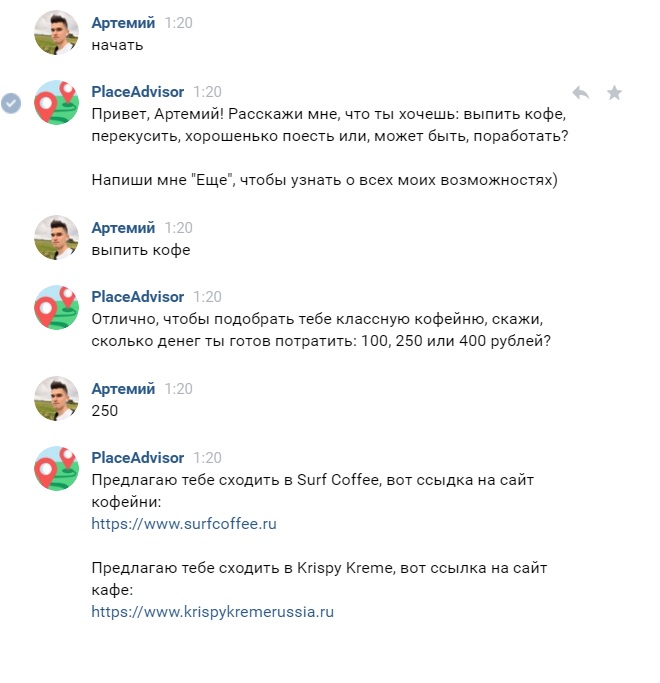 Артемий 1:20
начать
PlaceAdvisor 1:20
Привет, Артемий! Расскажи мне, что ты хочешь: выпить кофе,
перекусить, хорошенько поесть или, может быть, поработать?
Напиши мне "Еще", чтобы узнать о всех моих возможностях)
Артемий 1:20
выпить кофе
PlaceAdvisor 1:20
Отлично, чтобы подобрать тебе классную кофейню, скажи,
сколько денег ты готов потратить: 100, 250 или 400 рублей?
Артемий 1:20
250
PlaceAdvisor 1:20
Предлагаю тебе сходить в Surf Coffee, вот ссыдка на сайт
кофейни:
https://www.surfcoffee.ru
Предлагаю тебе сходить в Krispy Kreme, вот ссылка на сайт
кафе:
https://www.krispykremerussia.ru